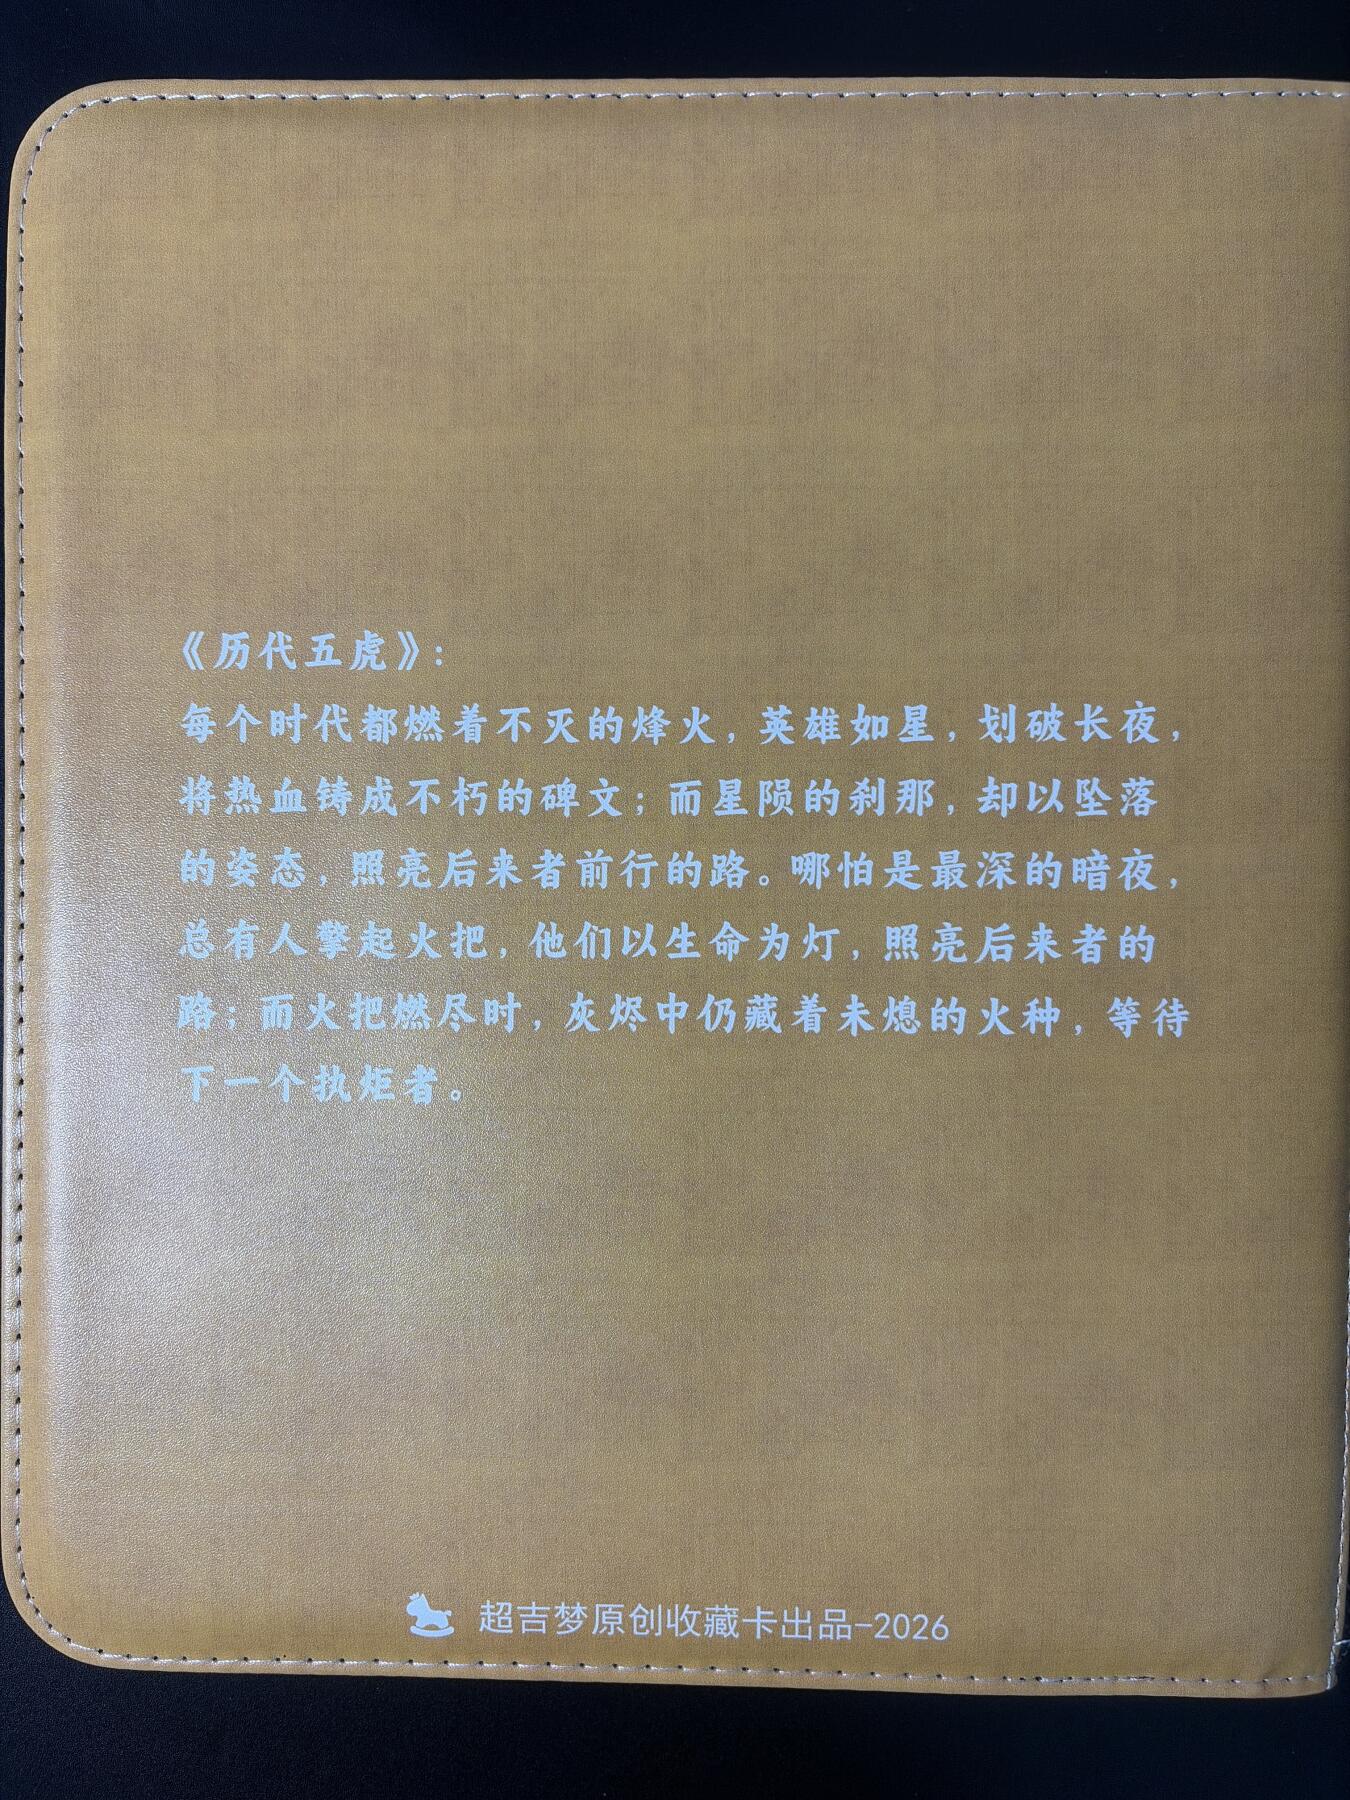 《历代五虎》:
每个时代都燃着不灭的烽火,英雄如星,划破长夜,
将热血铸成不朽的碑文;而星陨的刹那,却以坠落
的姿态,照亮后来者前行的路。哪怕是最深的暗夜,
总有人擎起火把,他们以生命为灯,照亮后来者的
路;而火把燃尽时,灰烬中仍藏着未熄的火种,等待
下一个执炬者。
超吉梦原创收藏卡出品-2026